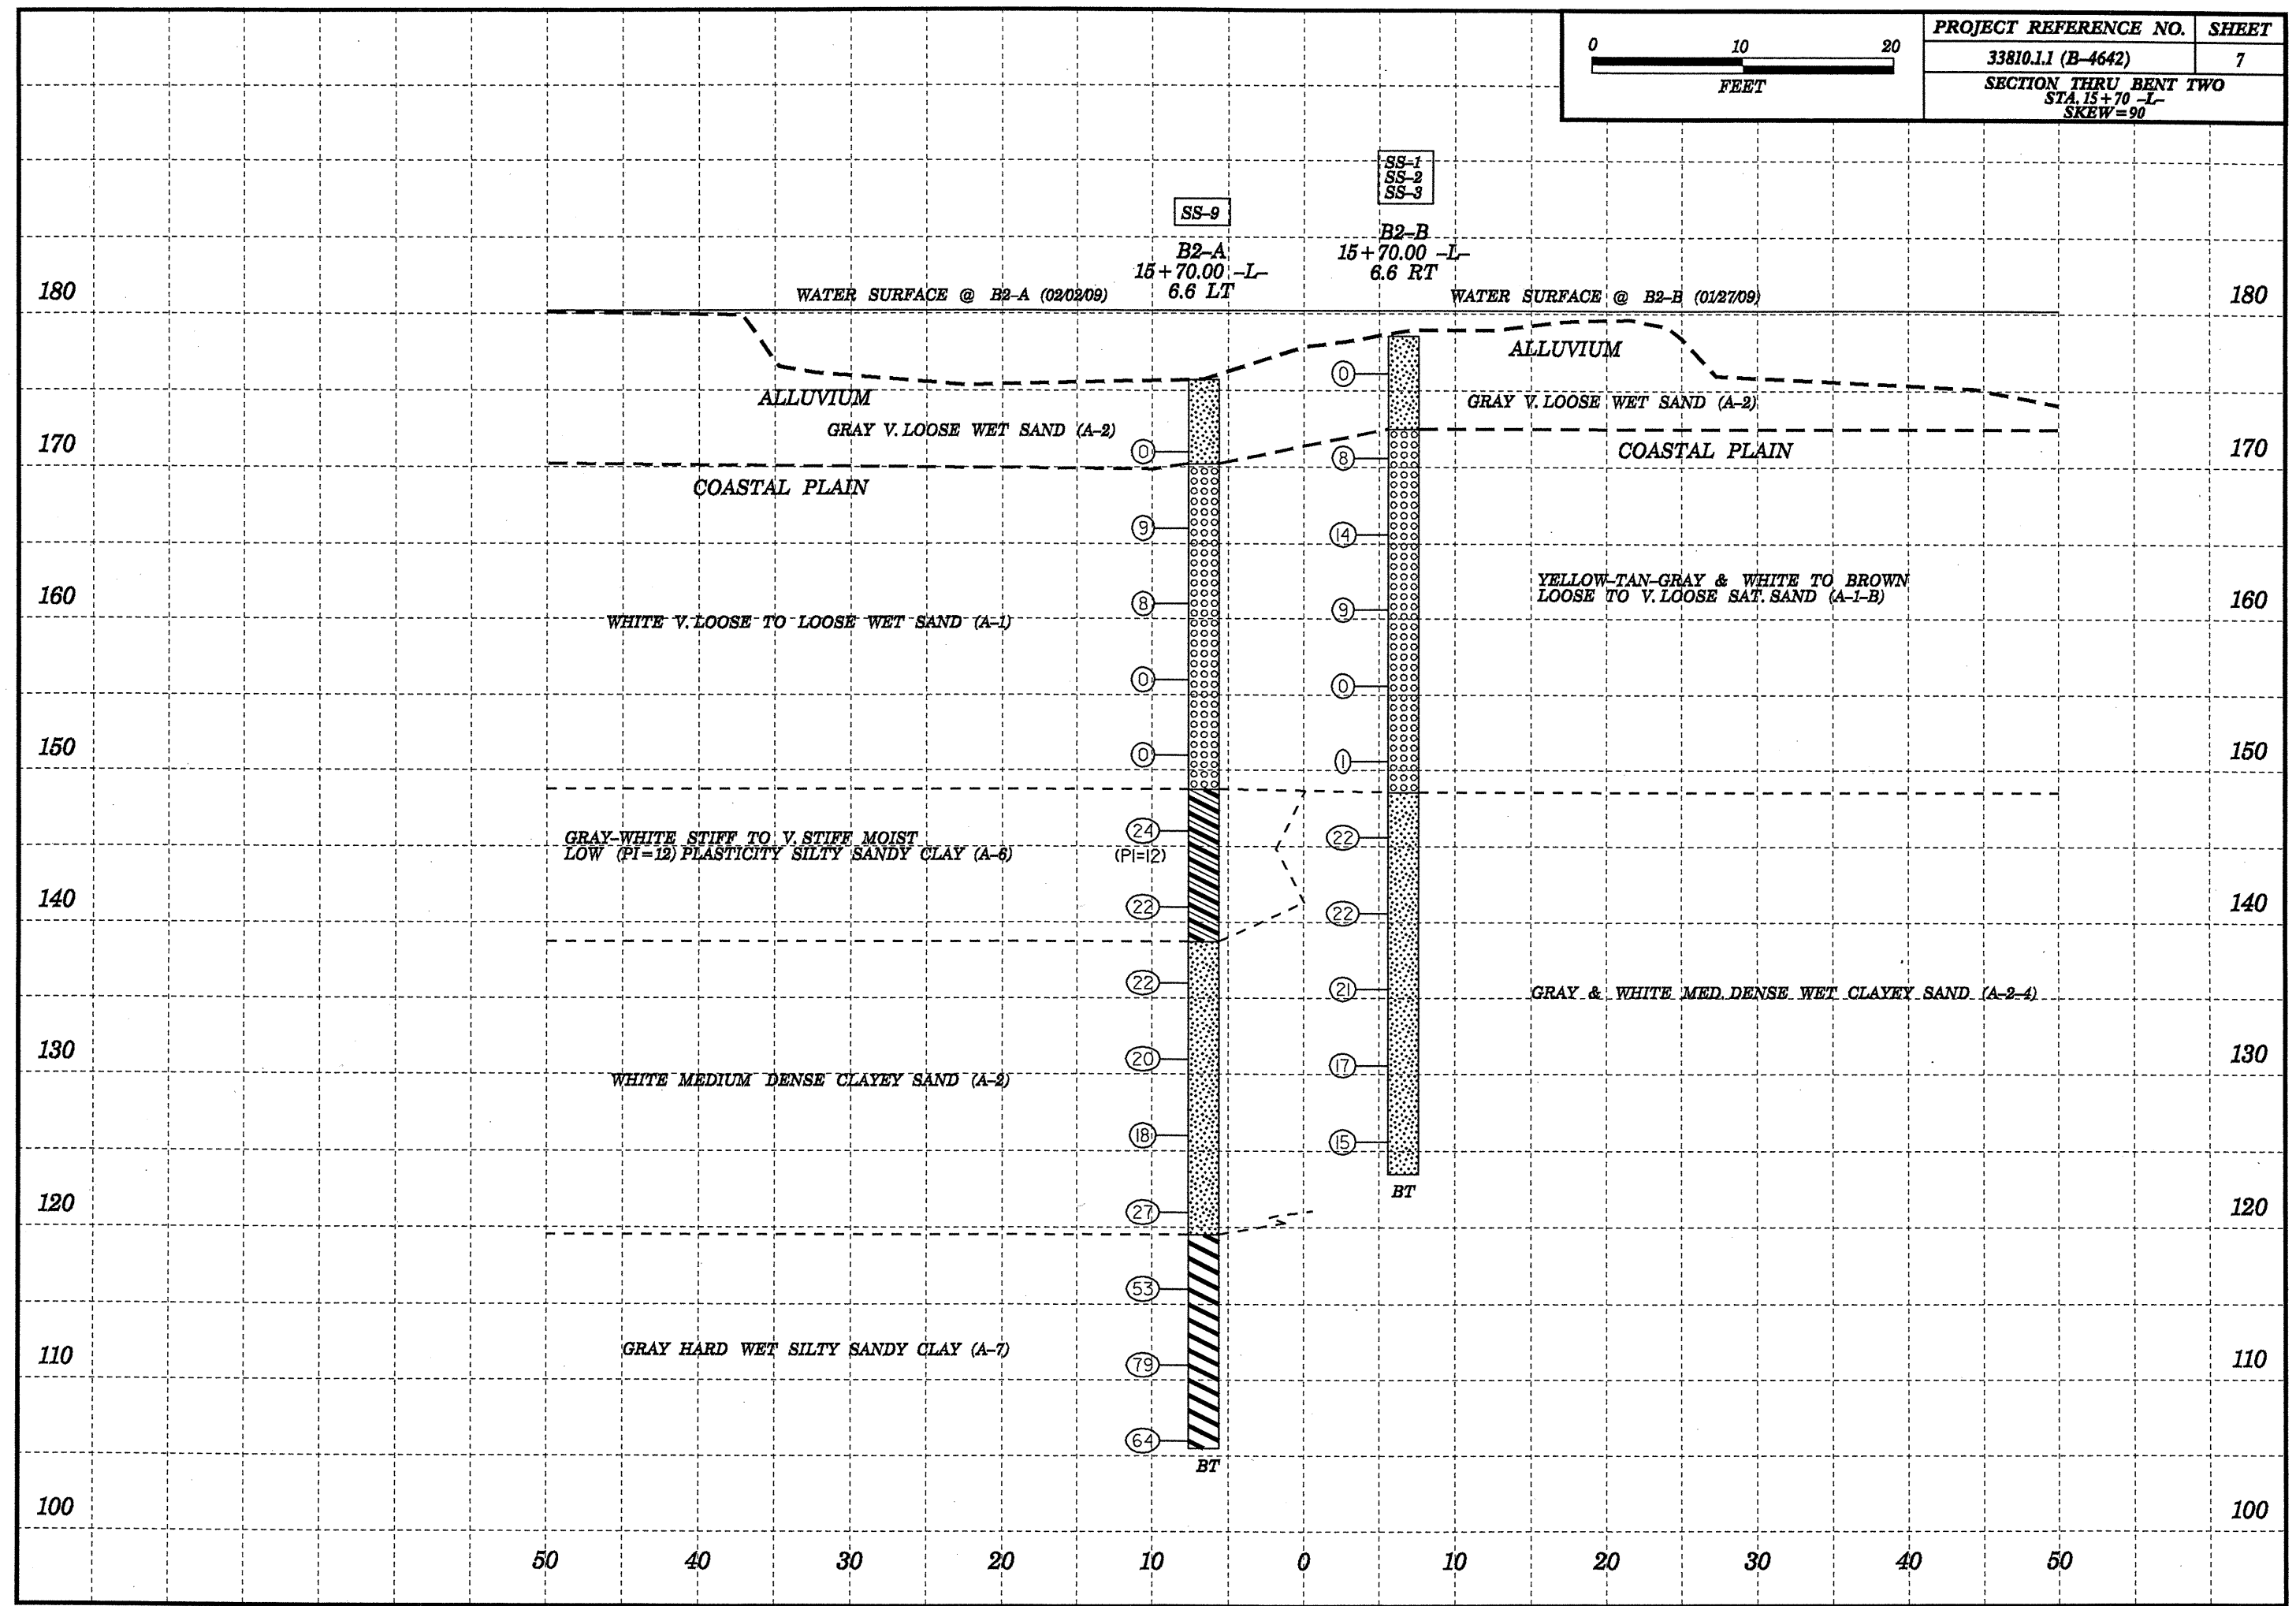 0 10 20
FEET
PROJECT REFERENCE NO. SHEET
33810.1.1 (B-4642) 7
SECTION THRU BENT TWO
STA. 15+70 -L-
SKEW=90
SS-1
SS-2
SS-3
SS-9
B2-B
15+70.00 -L-
6.6 RT
B2-A
15+70.00 -L-
6.6 LT
180 WATER SURFACE @ B2-A (02/02/09) WATER SURFACE @ B2-B (01/27/09) 180
ALLUVIUM
0
ALLUVIUM
GRAY V. LOOSE WET SAND (A-2)
GRAY V. LOOSE WET SAND (A-2)
170 0 8 COASTAL PLAIN 170
COASTAL PLAIN
9 14
YELLOW-TAN-GRAY & WHITE TO BROWN
LOOSE TO V. LOOSE SAT. SAND (A-1-B)
160 8 9 160
WHITE V. LOOSE TO LOOSE WET SAND (A-1)
0 0
150 0 1 150
GRAY-WHITE STIFF TO V. STIFF MOIST
LOW (PI=12) PLASTICITY SILTY SANDY CLAY (A-6)
24 22
(PI=12)
140 22 22 140
22 21 GRAY & WHITE MED. DENSE WET CLAYEY SAND (A-2-4)
130 20 17 130
WHITE MEDIUM DENSE CLAYEY SAND (A-2)
18 15
BT
120 27 120
53
GRAY HARD WET SILTY SANDY CLAY (A-7)
110 79 110
64
BT
100 100
50 40 30 20 10 0 10 20 30 40 50